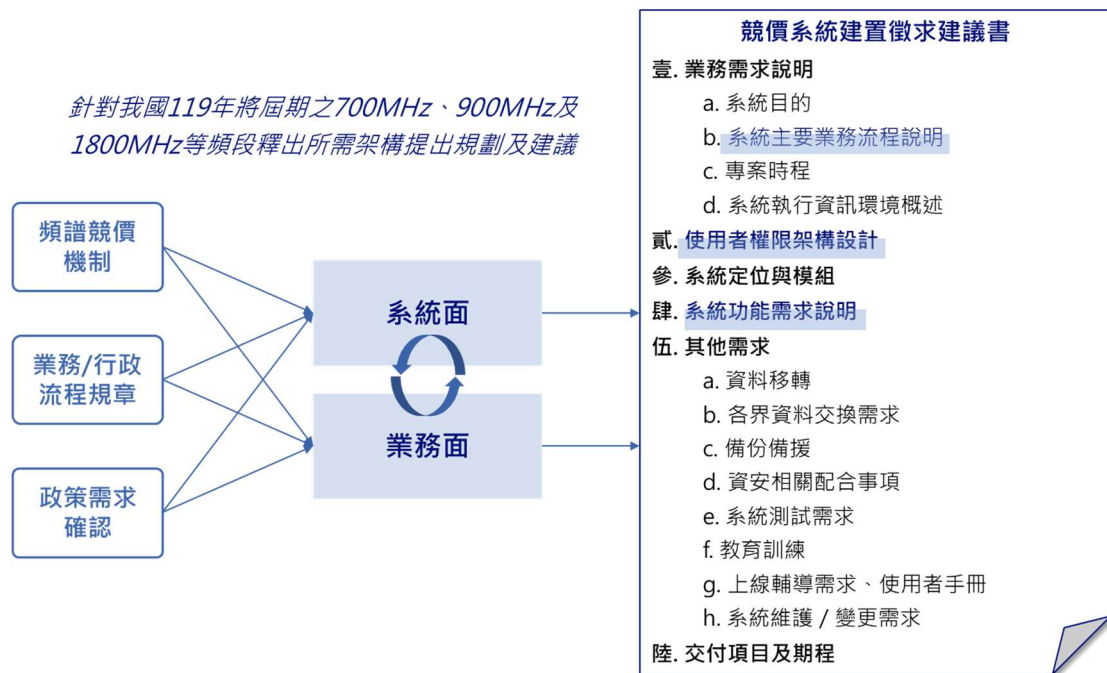 針對我國119年將屆期之700MHz、900MHz及
1800MHz等頻段釋出所需架構提出規劃及建議
頻譜競價
機制
業務/行政
流程規章
政策需求
確認
系統面
業務面
競價系統建置徵求建議書
壹. 業務需求說明
a. 系統目的
b. 系統主要業務流程說明
c. 專案時程
d. 系統執行資訊環境概述
貳. 使用者權限架構設計
參. 系統定位與模組
肆. 系統功能需求說明
伍. 其他需求
a. 資料移轉
b. 各界資料交換需求
c. 備份備援
d. 資安相關配合事項
e. 系統測試需求
f. 教育訓練
g. 上線輔導需求、使用者手冊
h. 系統維護 / 變更需求
陸. 交付項目及期程